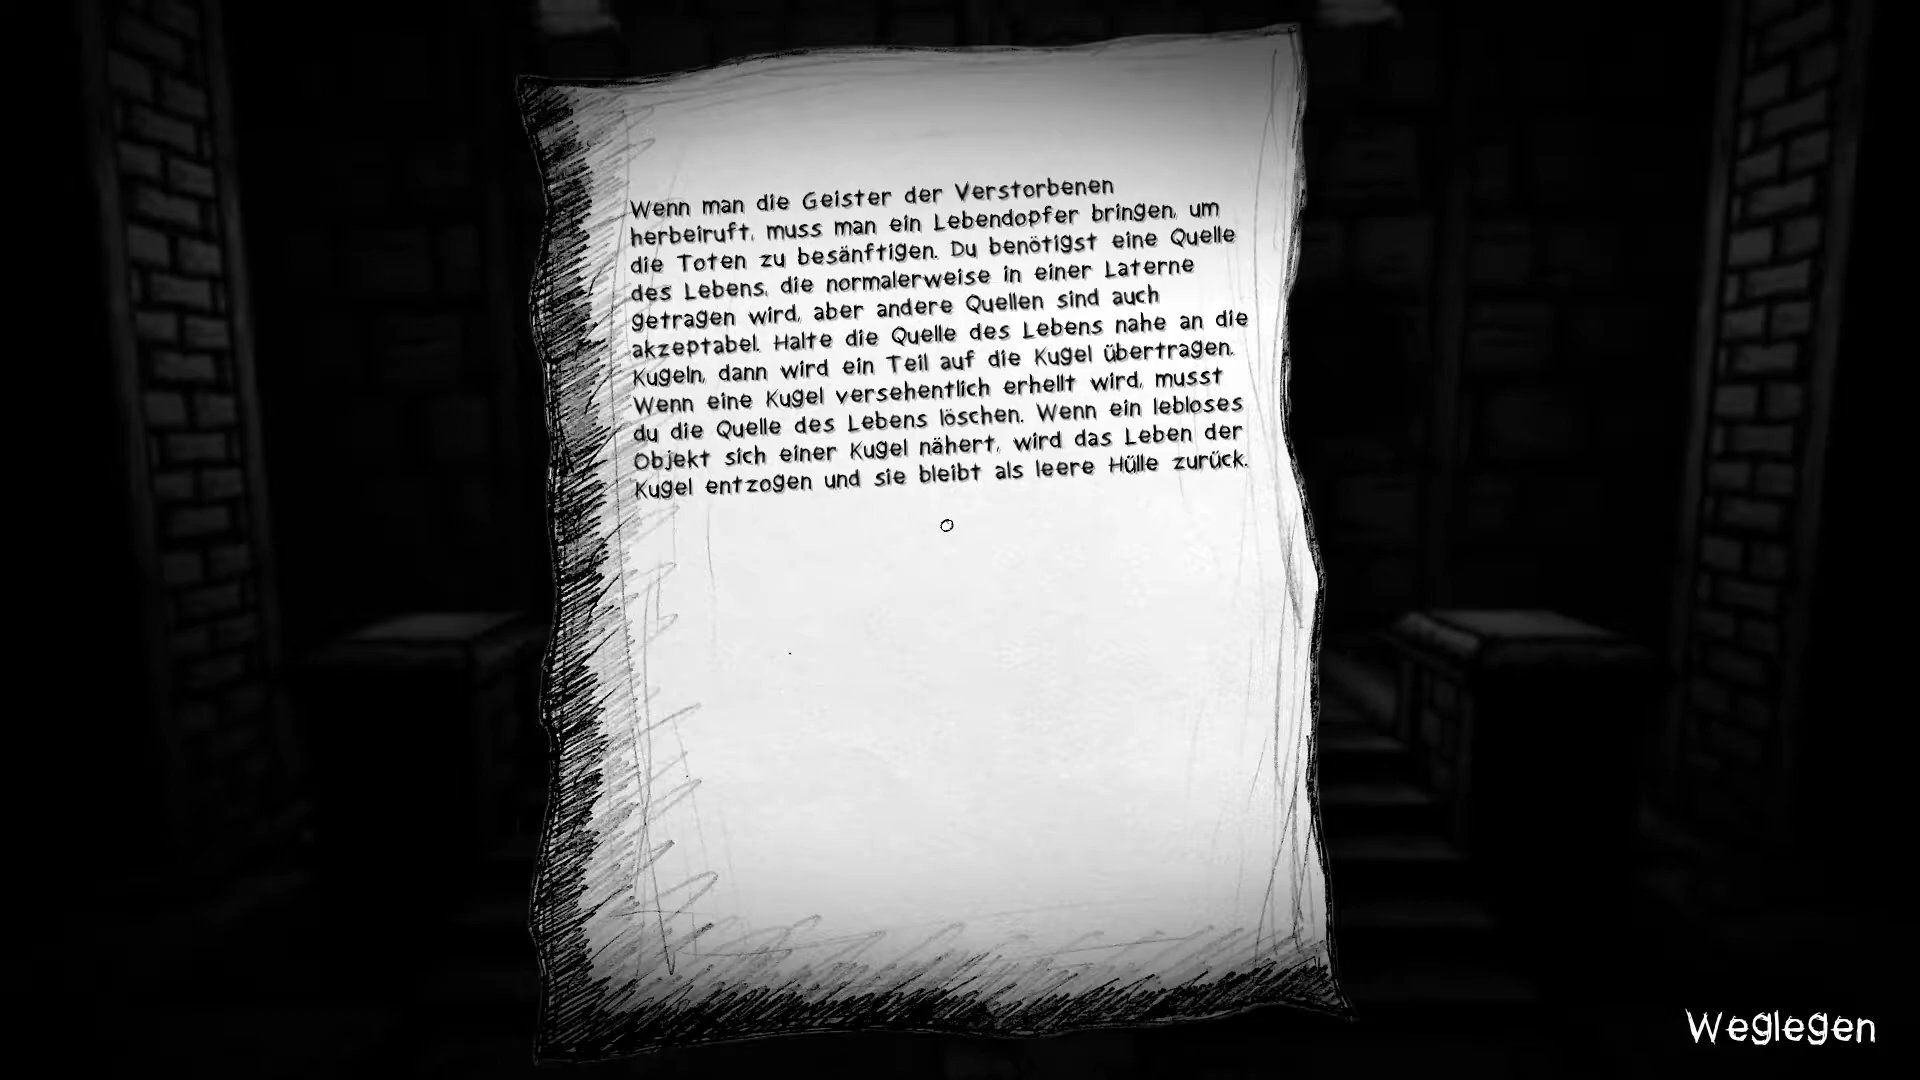 Wenn man die Geister der Verstorbenen
herbeiruft, muss man ein Lebendopfer bringen, um
die Toten zu besänftigen. Du benötigst eine Quelle
des Lebens, die normalerweise in einer Laterne
getragen wird, aber andere Quellen sind auch
akzeptabel. Halte die Quelle des Lebens nahe an die
Kugeln, dann wird ein Teil auf die Kugel übertragen.
Wenn eine Kugel versehentlich erhellt wird, musst
du die Quelle des Lebens löschen. Wenn ein lebloses
Objekt sich einer Kugel nähert, wird das Leben der
Kugel entzogen und sie bleibt als leere Hülle zurück.
Weglegen